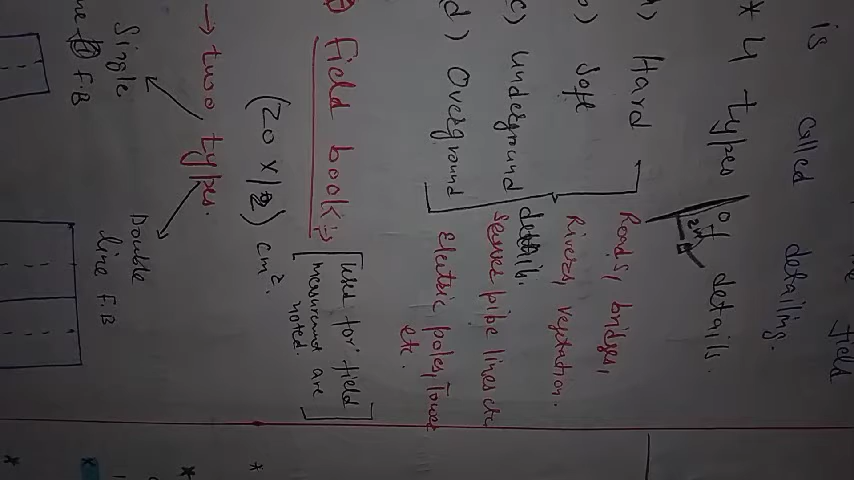 is called detailing.
field
* 4 types of details.
) Hard
Roads, bridges,
) Soft
Rivers, vegetation.
c) Underground details.
pipe lines etc
d) Overground
Electric poles, Tower
etc.
field book :-
[used for field
measurement are
noted.]
(20 x 12) cm².
→ two types.
Single
line F.B
Double
line F.B